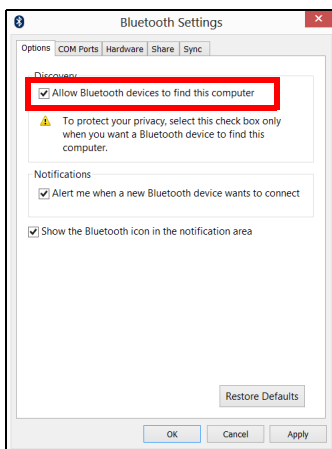 Bluetooth Settings
Options COM Ports Hardware Share Sync
Discovery
Allow Bluetooth devices to find this computer
To protect your privacy, select this check box only
when you want a Bluetooth device to find this
computer.
Notifications
Alert me when a new Bluetooth device wants to connect
Show the Bluetooth icon in the notification area
Restore Defaults
OK Cancel Apply